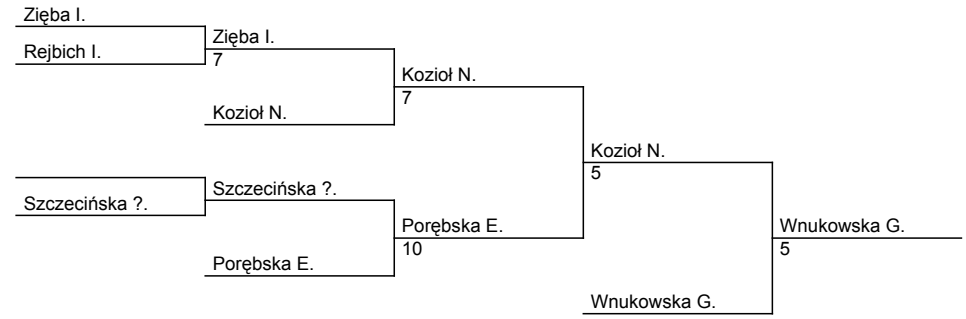 Zięba I.
Rejbich I.
Zięba I.
7
Kozioł N.
Kozioł N.
7
Szczecińska ?.
Szczecińska ?.
Porębska E.
Porębska E.
10
Kozioł N.
5
Wnukowska G.
Wnukowska G.
5